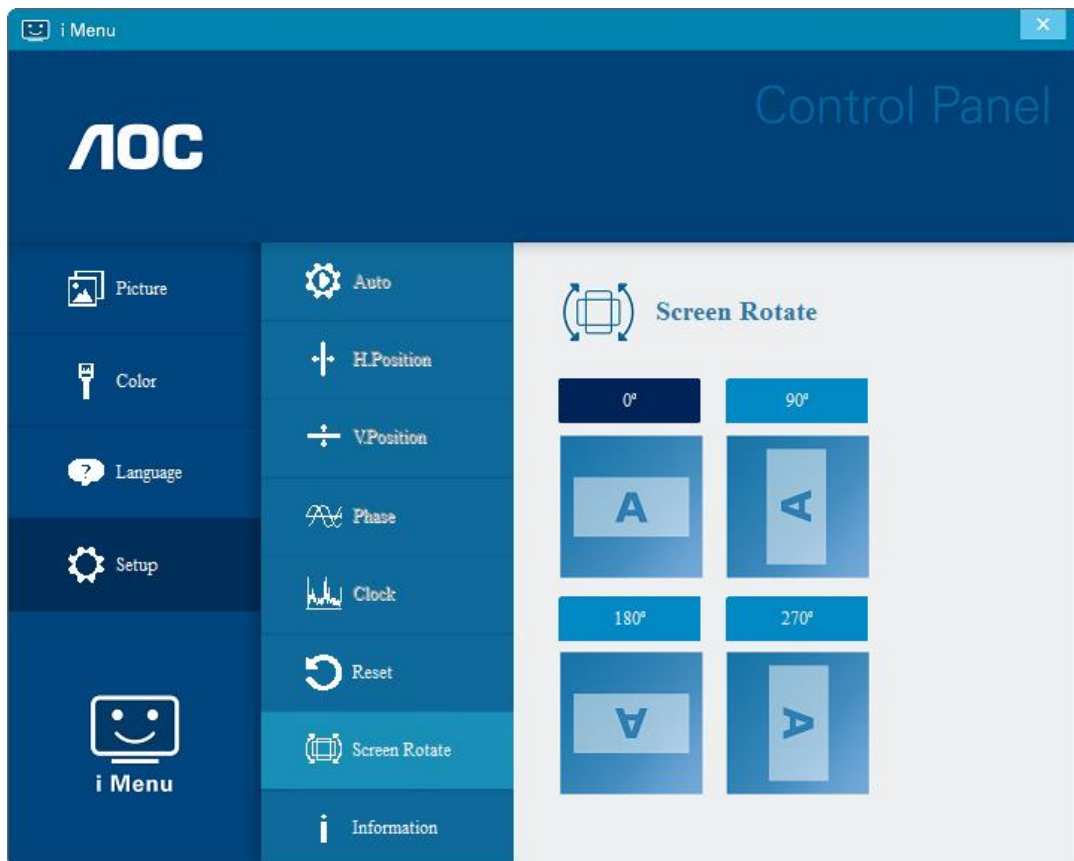 i Menu
Control Panel
AOC
Picture
Color
Language
Setup
i Menu
Auto
H.Position
V.Position
Phase
Clock
Reset
Screen Rotate
Information
Screen Rotate
0°
90°
A
A
180°
270°
A
A